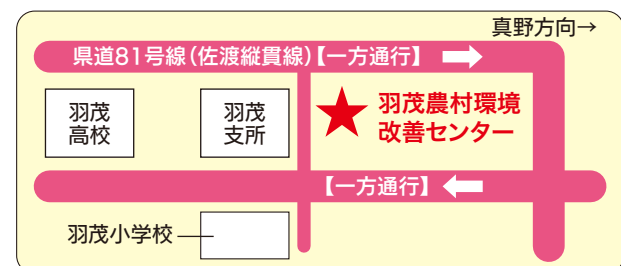 真野方向→
県道81号線(佐渡縦貫線)【一方通行】
羽茂
高校
羽茂
支所
羽茂農村環境
改善センター
【一方通行】
羽茂小学校